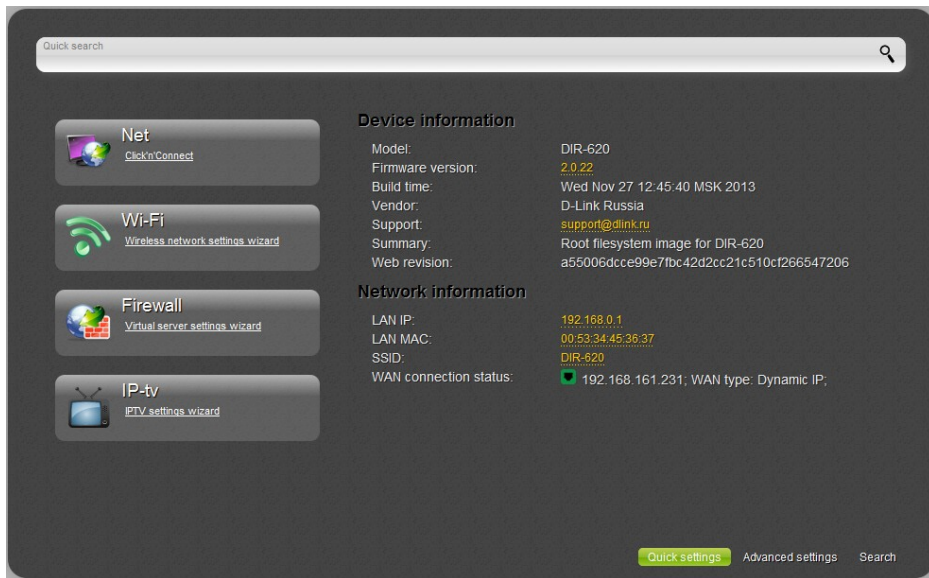 Quick search
Net
Click'n'Connect
Wi-Fi
Wireless network settings wizard
Firewall
Virtual server settings wizard
IP-tv
IPTV settings wizard
Device information
Model: DIR-620
Firmware version: 2.0.22
Build time: Wed Nov 27 12:45:40 MSK 2013
Vendor: D-Link Russia
Support: support@dlink.ru
Summary: Root filesystem image for DIR-620
Web revision: a55006dcce99e7fbc42d2cc21c510cf266547206
Network information
LAN IP: 192.168.0.1
LAN MAC: 00:53:34:45:36:37
SSID: DIR-620
WAN connection status: 192.168.161.231; WAN type: Dynamic IP;
Quick settings Advanced settings Search